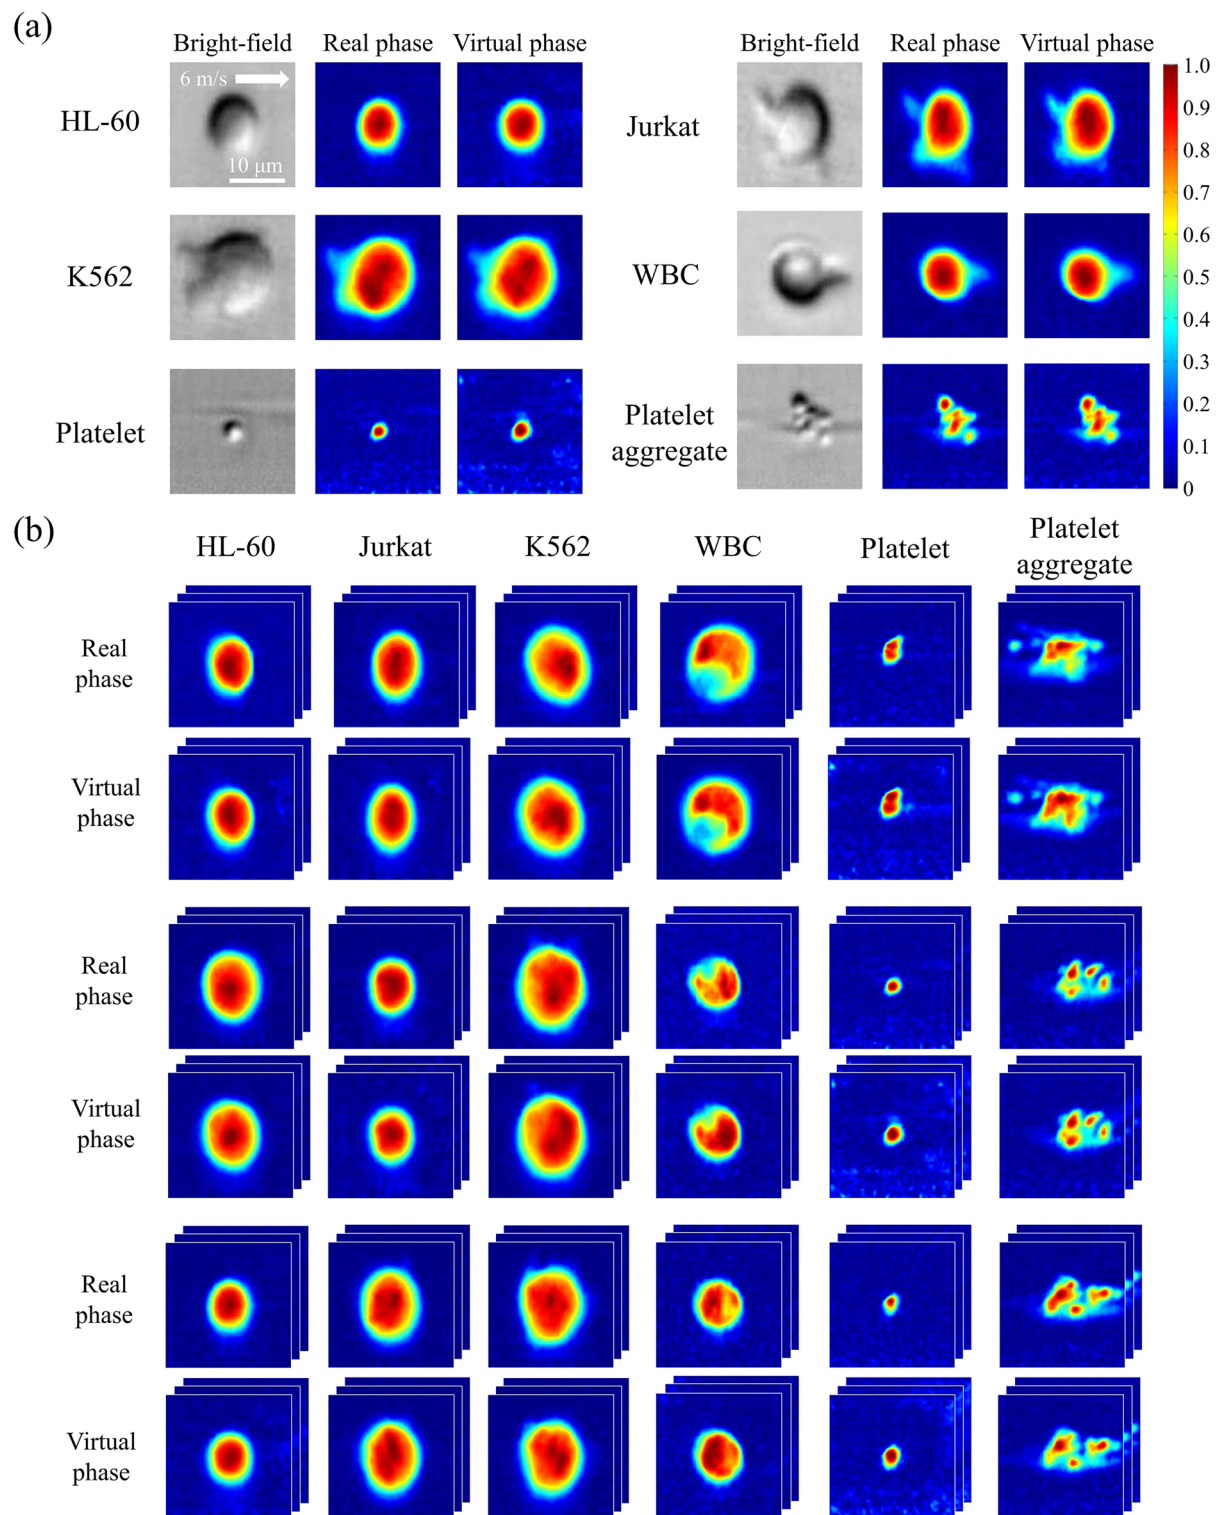 (a)
Bright-field Real phase Virtual phase
Bright-field Real phase Virtual phase
6 m/s
HL-60
10 μm
Jurkat
K562
WBC
Platelet
Platelet
aggregate
1.0
0.9
0.8
0.7
0.6
0.5
0.4
0.3
0.2
0.1
0
(b)
HL-60 Jurkat K562 WBC Platelet Platelet
aggregate
Real
phase
Virtual
phase
Real
phase
Virtual
phase
Real
phase
Virtual
phase